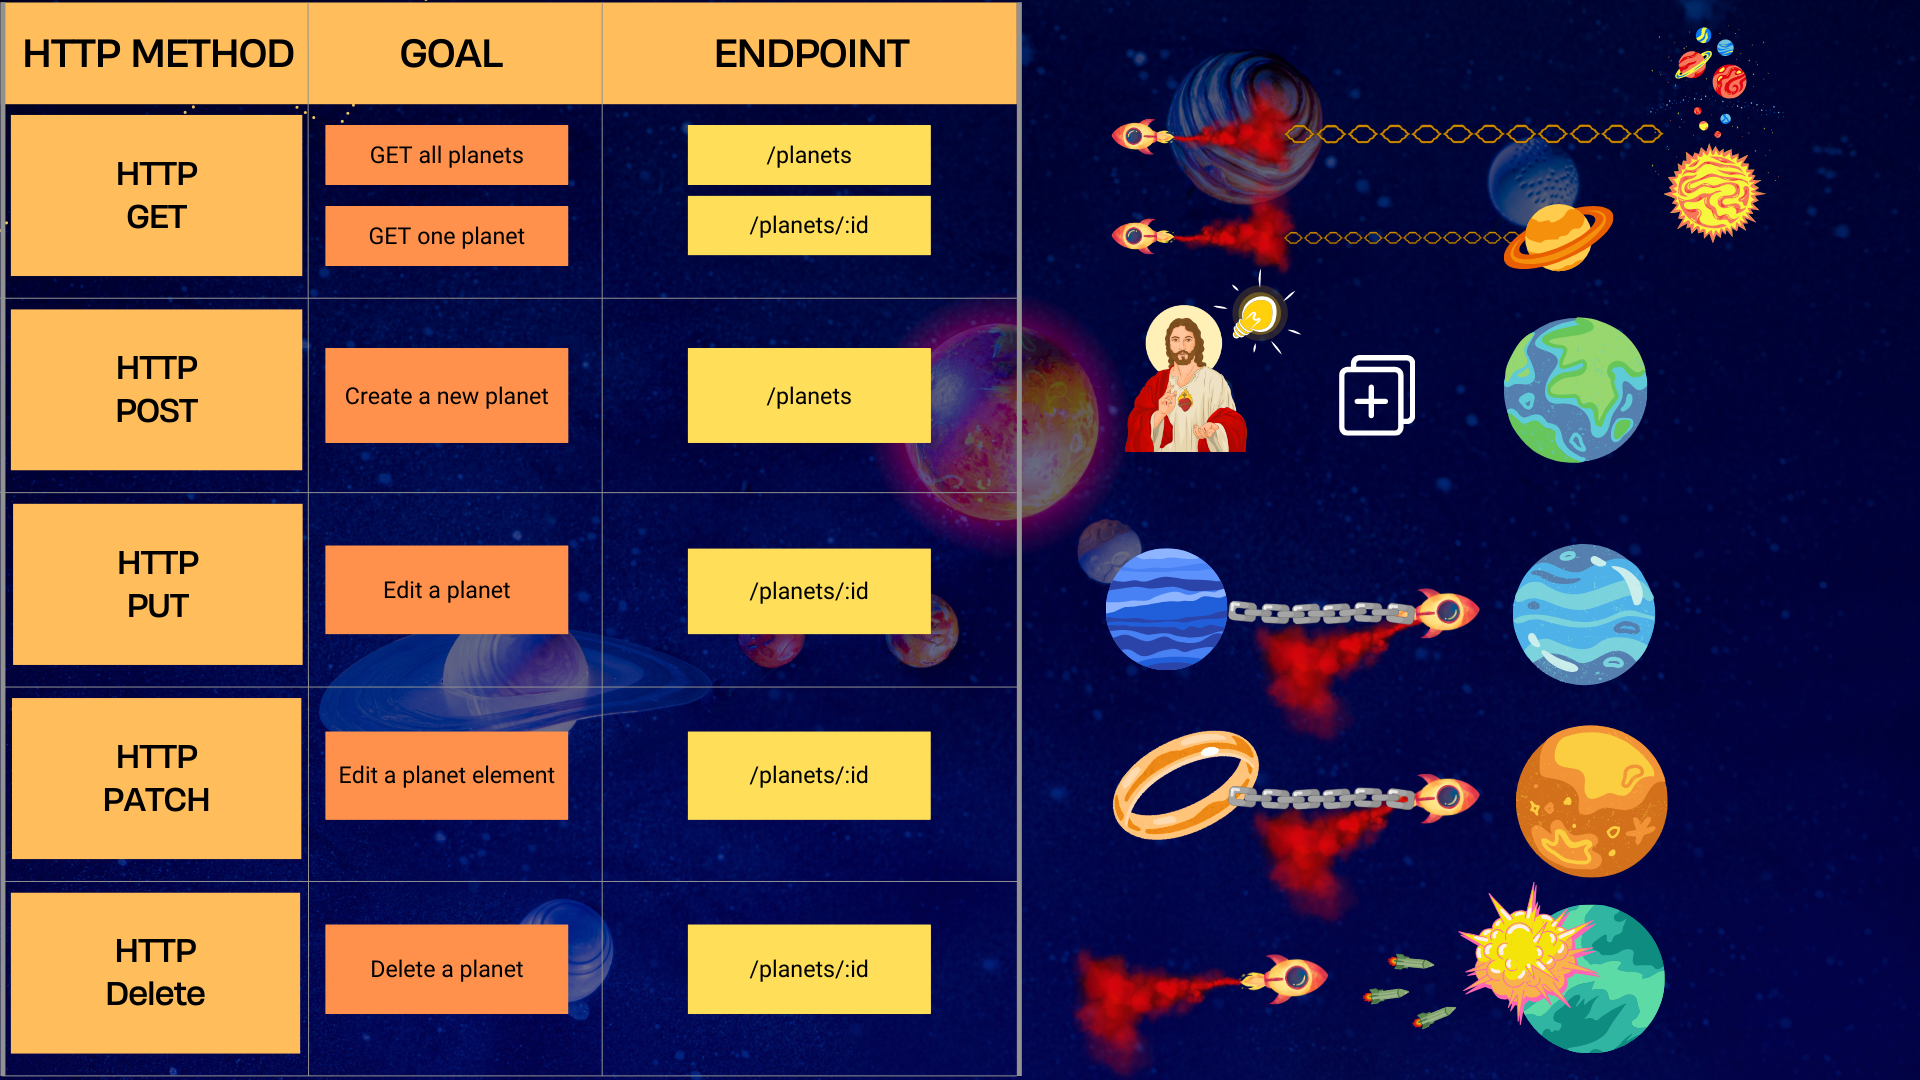 HTTP METHOD
GOAL
ENDPOINT
HTTP
GET
GET all planets
/planets
GET one planet
/planets/:id
HTTP
POST
Create a new planet
/planets
HTTP
PUT
Edit a planet
/planets/:id
HTTP
PATCH
Edit a planet element
/planets/:id
HTTP
Delete
Delete a planet
/planets/:id